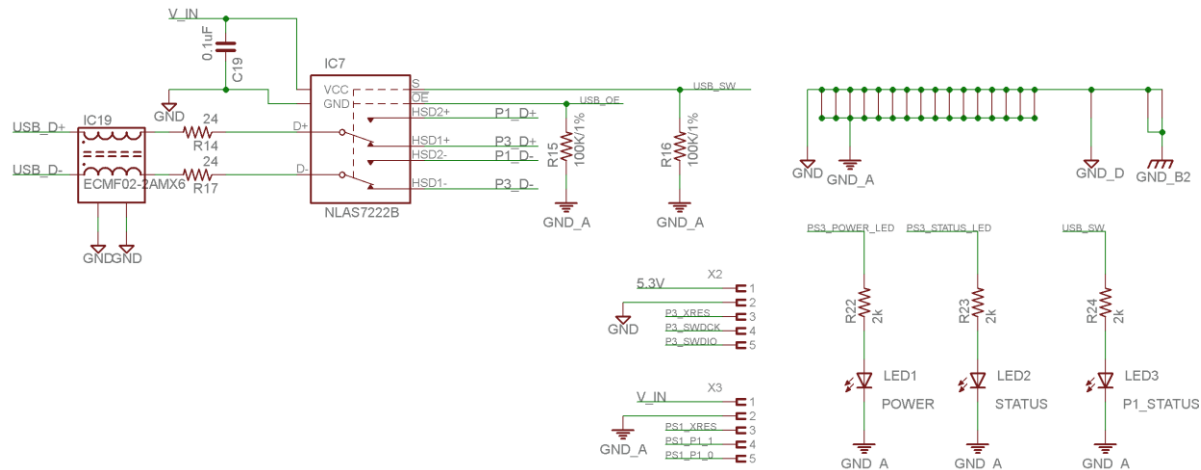 V_IN
0.1uF
C19
GND
IC7
VCC
GND
S
OE
HSD2+
HSD1+
HSD2-
HSD1-
D+
D-
NLAS7222B
USB_SW
USB_OE
P1_D+
P3_D+
P1_D-
P3_D-
USB_D+
USB_D-
IC19
24
R14
24
R17
ECMF02-2AMX6
GND
GND
R15
100K/1%
GND_A
R16
100K/1%
GND_A
GND
GND_A
GND_D
GND_B2
PS3_POWER_LED
PS3_STATUS_LED
USB_SW
R22
2k
R23
2k
R24
2k
LED1
POWER
LED2
STATUS
LED3
P1_STATUS
GND_A
GND_A
GND_A
X2
5.3V
1
2
GND
P3_XRES
3
P3_SWDCK
4
P3_SWDIO
5
X3
V_IN
1
2
GND_A
PS1_XRES
3
PS1_P1_1
4
PS1_P1_0
5